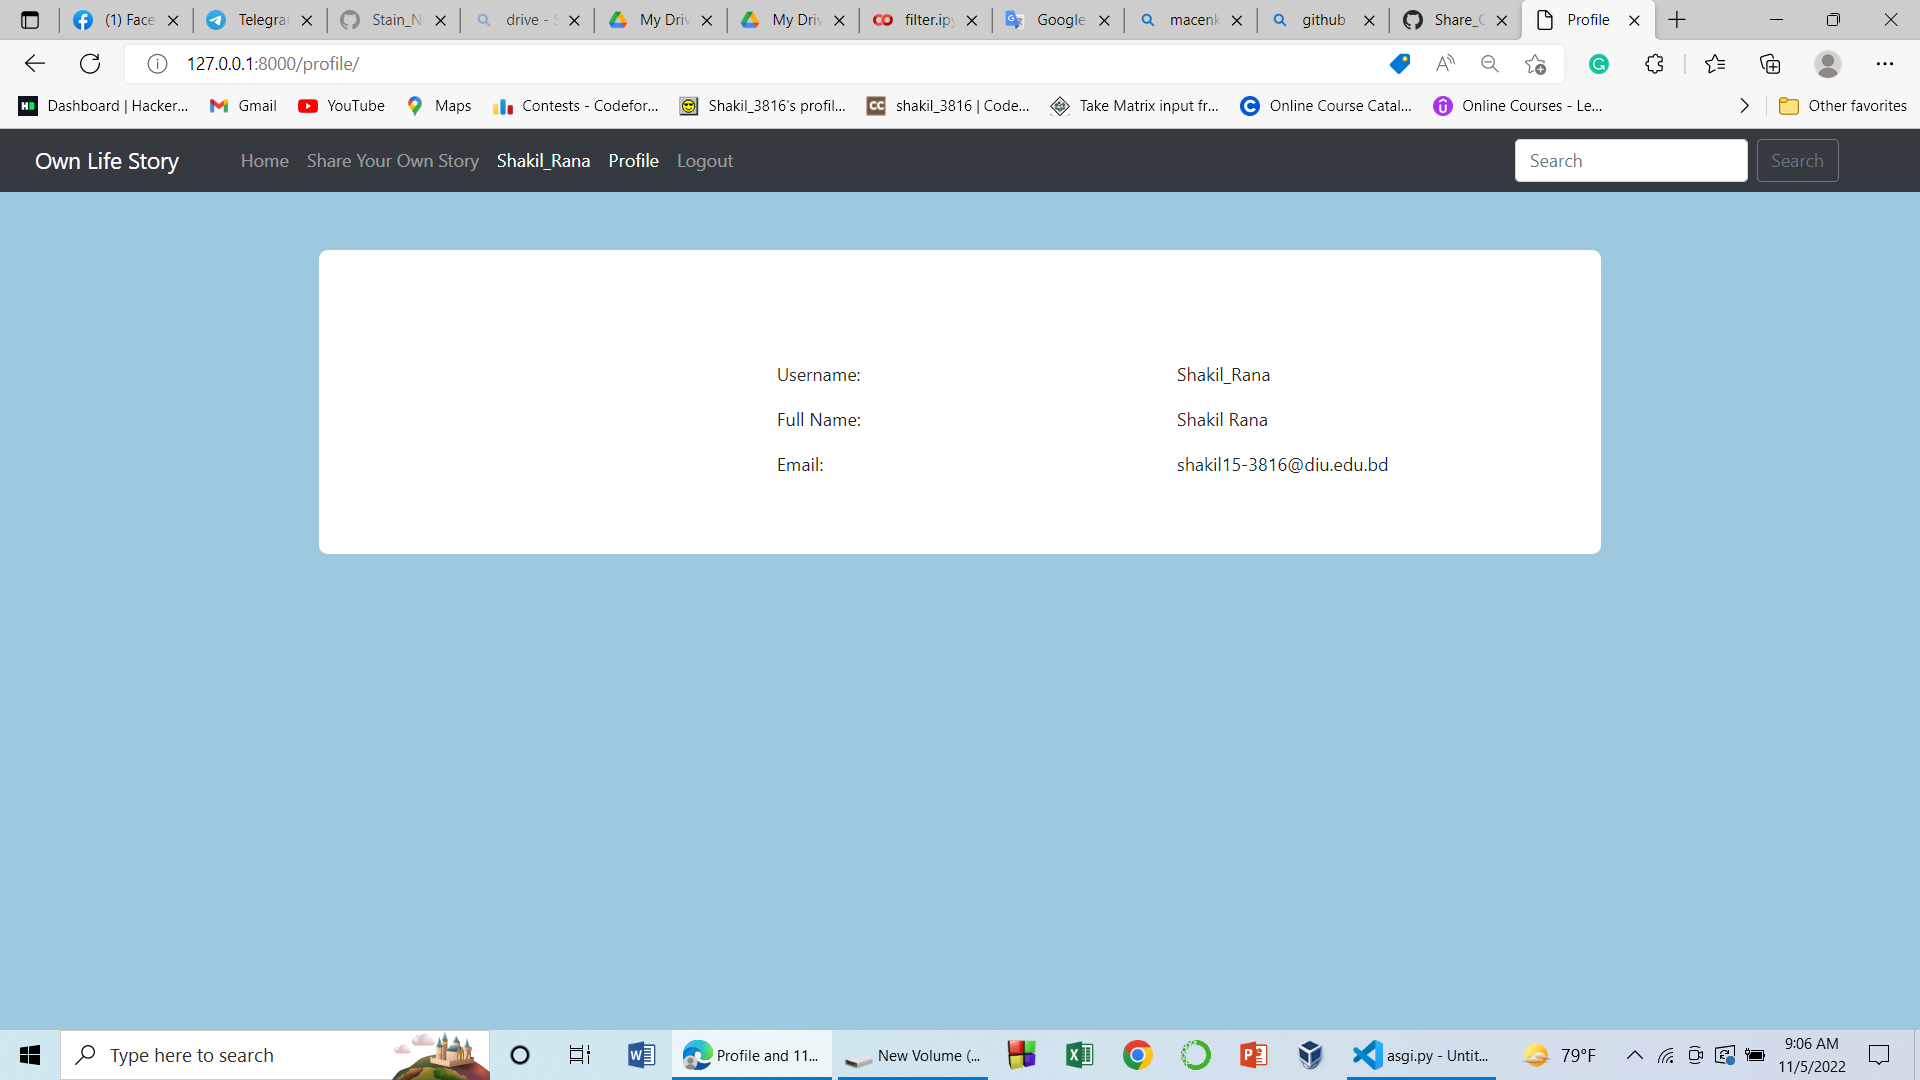 (1) Face
Telegrar
Stain_N
drive - S
My Driv
My Driv
filter.ipy
Google
macenk
github
Share_O
Profile
127.0.0.1:8000/profile/
Dashboard | Hacker...
Gmail
YouTube
Maps
Contests - Codefor...
Shakil_3816's profil...
shakil_3816 | Code...
Take Matrix input fr...
Online Course Catal...
Online Courses - Le...
Other favorites
Own Life Story
Home
Share Your Own Story
Shakil_Rana
Profile
Logout
Search
Search
Username:
Shakil_Rana
Full Name:
Shakil Rana
Email:
shakil15-3816@diu.edu.bd
Type here to search
Profile and 11...
New Volume (...
asgi.py - Untit...
79°F
9:06 AM
11/5/2022